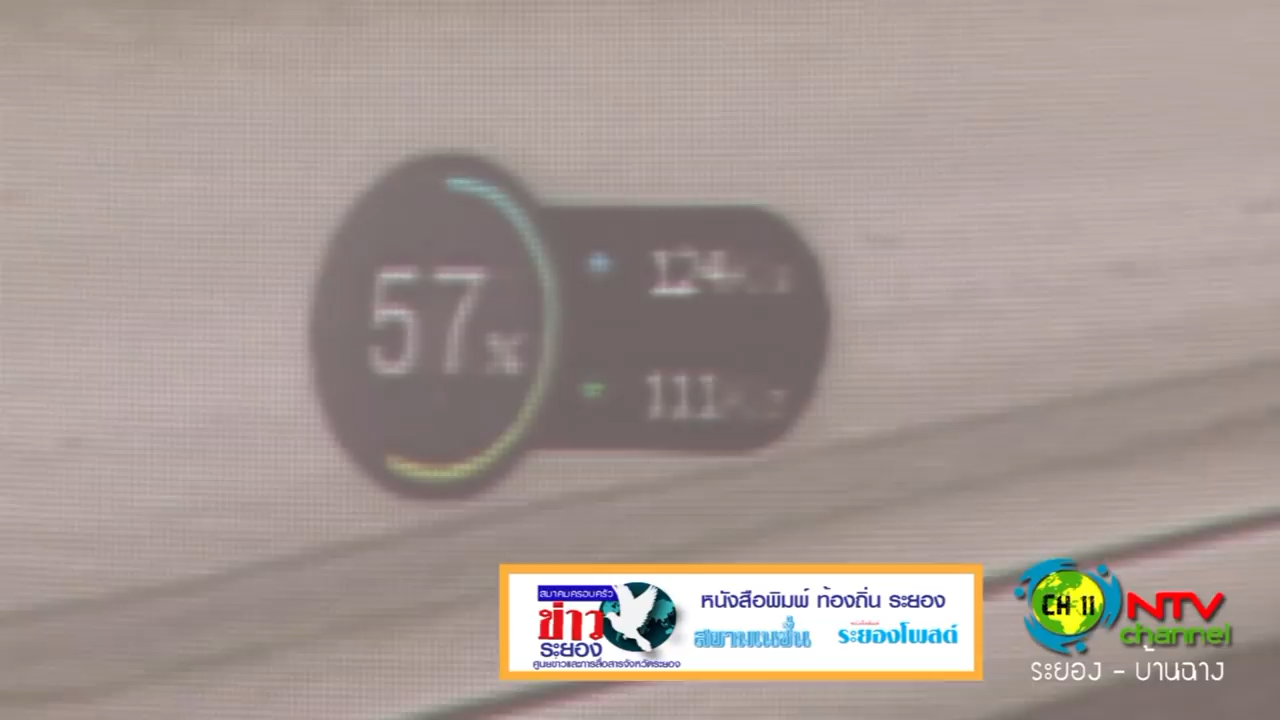 57%
124
111
สมาคมครอบครัว
ข่าว
ระยอง
ศูนย์ข่าวและการสื่อสารจังหวัดระยอง
หนังสือพิมพ์ ท้องถิ่น ระยอง
สยามเนชั่น
ระยองโพสต์
CH 11
NTV
channel
ระยอง - บ้านฉาง